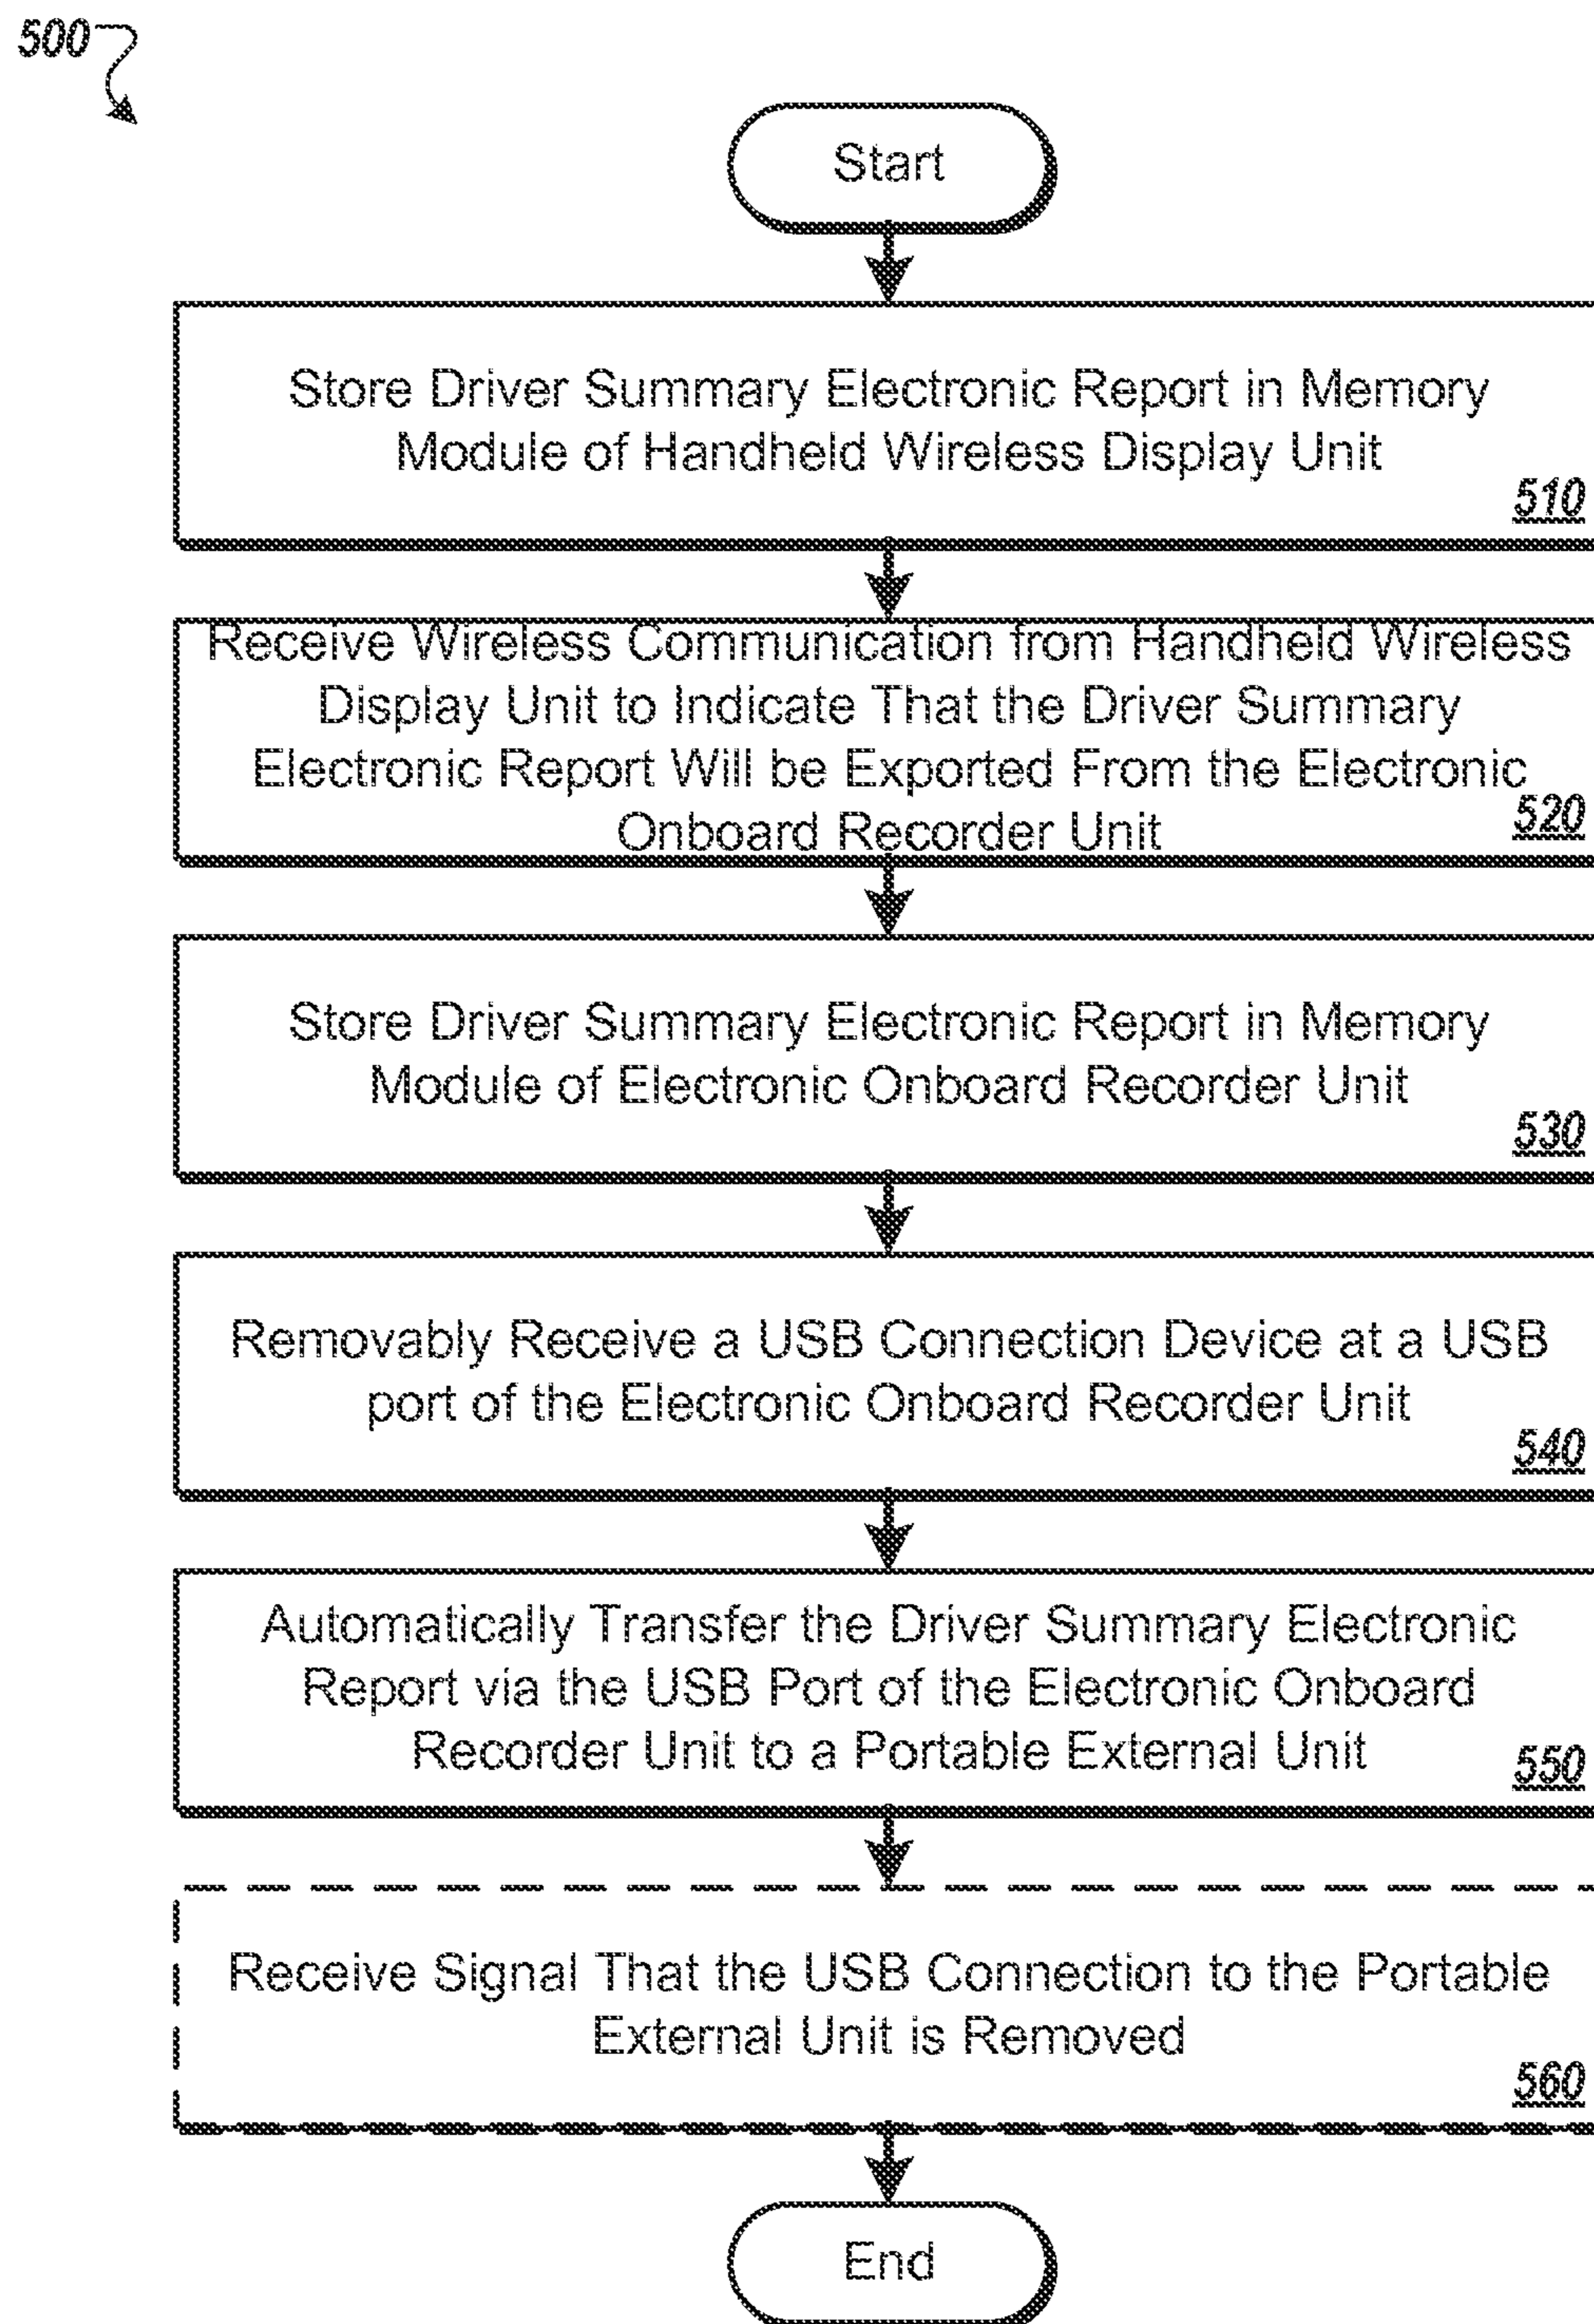 500
Start
Store Driver Summary Electronic Report in Memory
Module of Handheld Wireless Display Unit
510
Receive Wireless Communication from Handheld Wireless
Display Unit to Indicate That the Driver Summary
Electronic Report Will be Exported From the Electronic
Onboard Recorder Unit
520
Store Driver Summary Electronic Report in Memory
Module of Electronic Onboard Recorder Unit
530
Removably Receive a USB Connection Device at a USB
port of the Electronic Onboard Recorder Unit
540
Automatically Transfer the Driver Summary Electronic
Report via the USB Port of the Electronic Onboard
Recorder Unit to a Portable External Unit
550
Receive Signal That the USB Connection to the Portable
External Unit is Removed
560
End